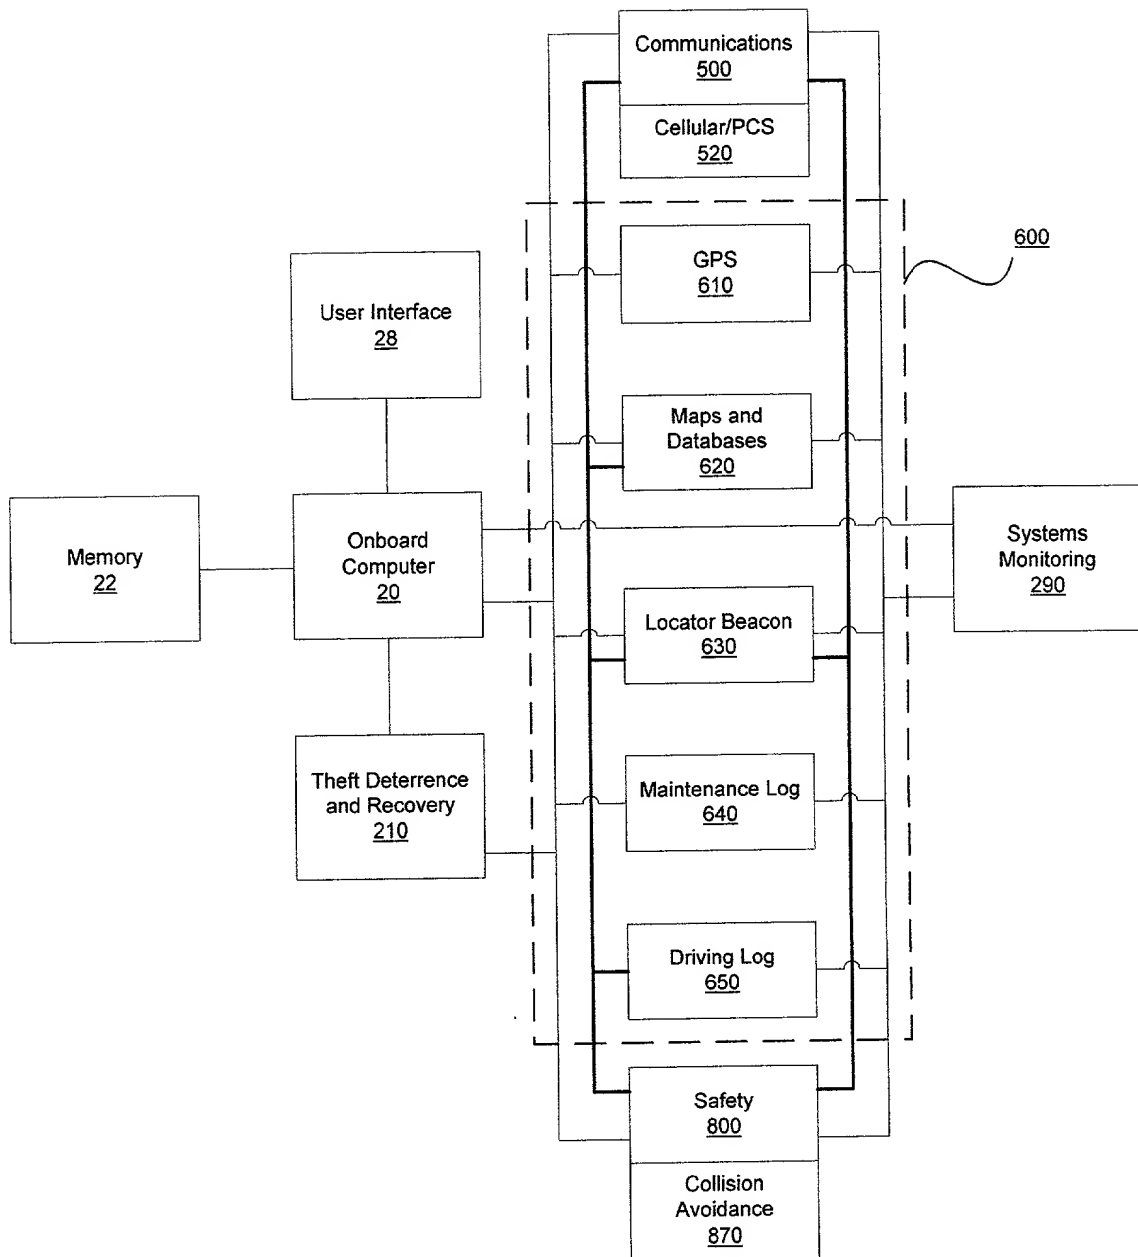 Communications
500
Cellular/PCS
520
600
GPS
610
User Interface
28
Maps and
Databases
620
Memory
22
Onboard
Computer
20
Systems
Monitoring
290
Locator Beacon
630
Theft Deterrence
and Recovery
210
Maintenance Log
640
Driving Log
650
Safety
800
Collision
Avoidance
870